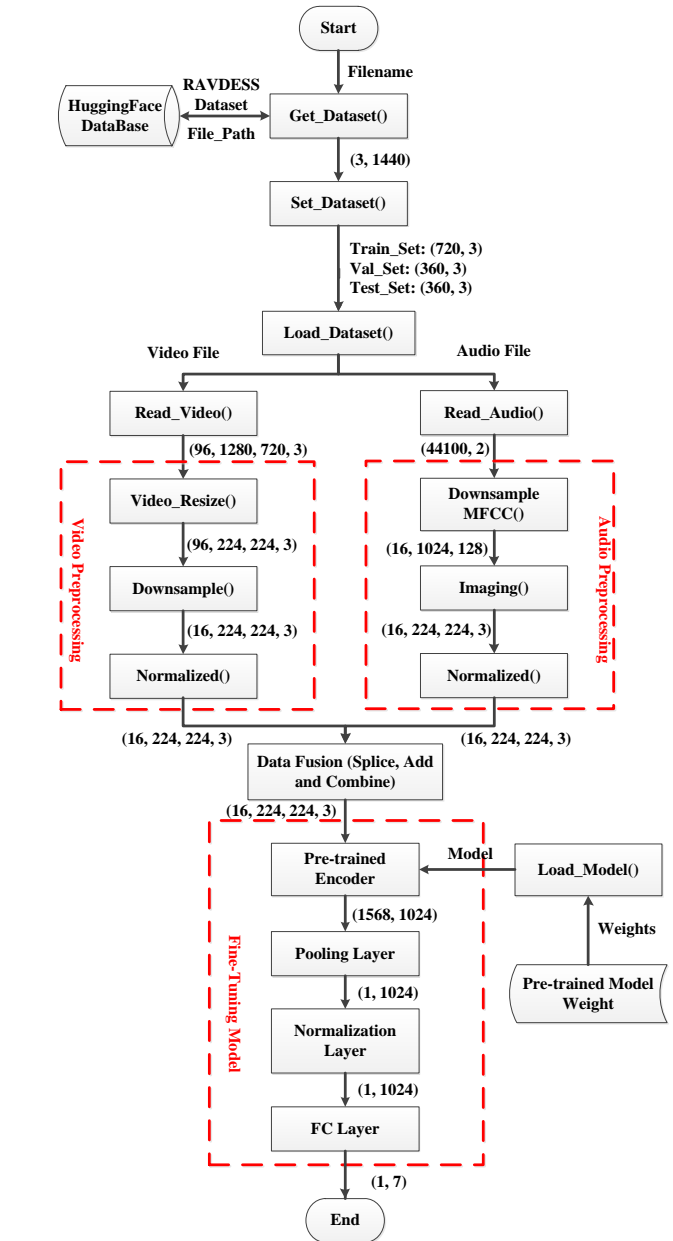 Start
Filename
RAVDESS
Dataset
HuggingFace
DataBase
File_Path
Get_Dataset()
(3, 1440)
Set_Dataset()
Train_Set: (720, 3)
Val_Set: (360, 3)
Test_Set: (360, 3)
Load_Dataset()
Video File
Audio File
Read_Video()
Read_Audio()
(96, 1280, 720, 3)
(44100, 2)
Video Preprocessing
Video_Resize()
(96, 224, 224, 3)
Downsample()
(16, 224, 224, 3)
Normalized()
(16, 224, 224, 3)
Audio Preprocessing
Downsample
MFCC()
(16, 1024, 128)
Imaging()
(16, 224, 224, 3)
Normalized()
(16, 224, 224, 3)
Data Fusion (Splice, Add
and Combine)
(16, 224, 224, 3)
Fine-Tuning Model
Pre-trained
Encoder
Model
Load_Model()
Weights
Pre-trained Model
Weight
(1568, 1024)
Pooling Layer
(1, 1024)
Normalization
Layer
(1, 1024)
FC Layer
(1, 7)
End